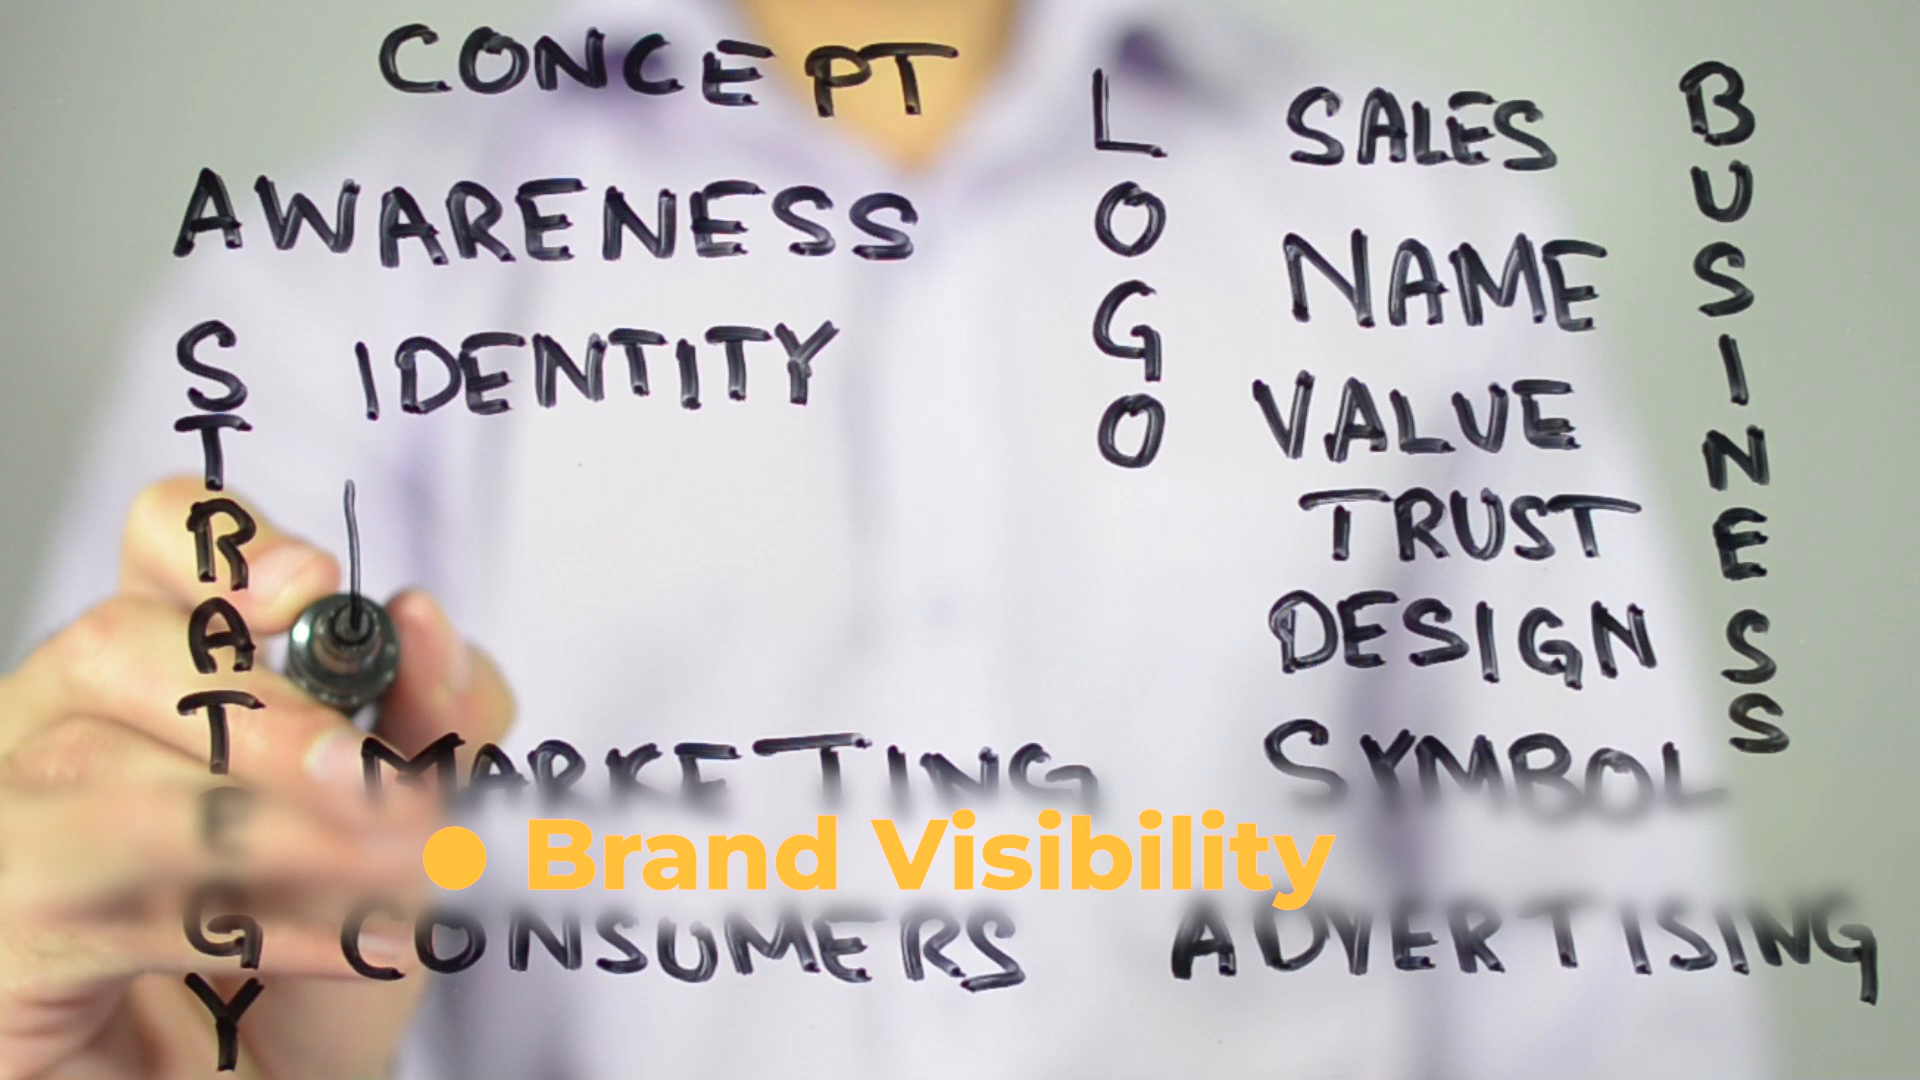 CONCEPT
AWARENESS
STRATEGY
IDENTITY
LOGO
SALES
NAME
VALUE
TRUST
DESIGN
SYMBOL
BUSINESS
MARKETING
● Brand Visibility
CONSUMERS
ADVERTISING